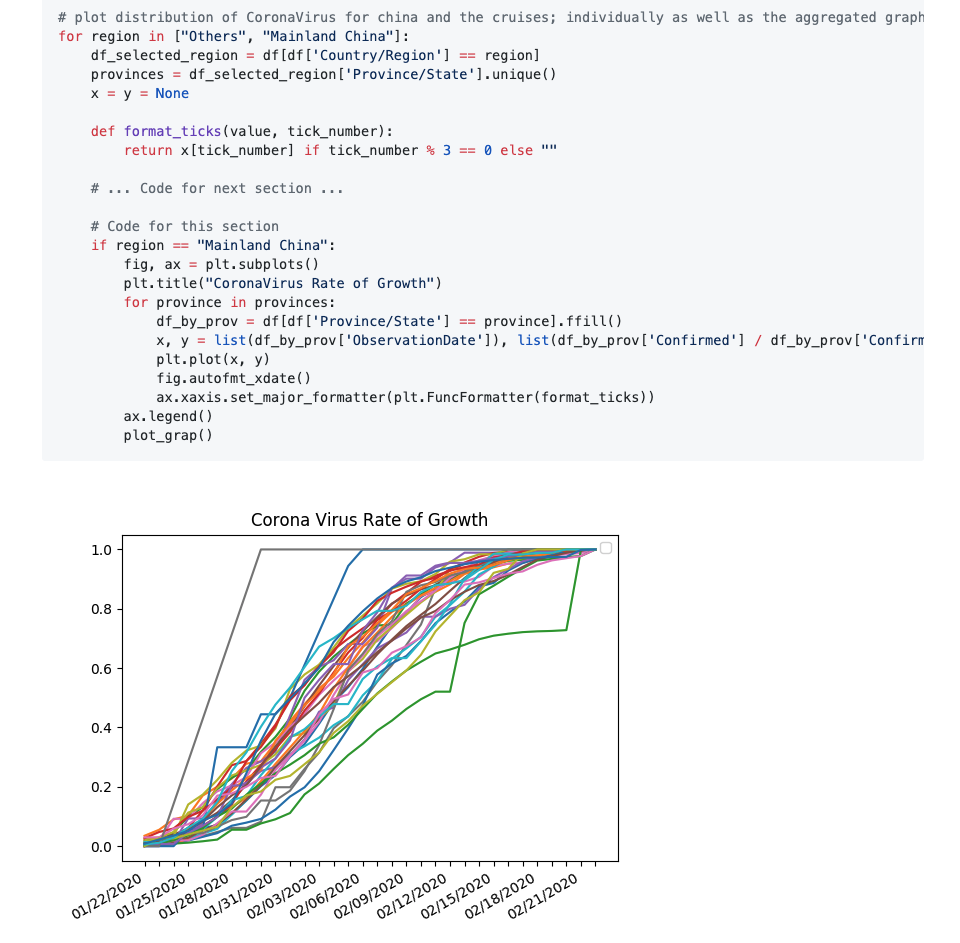 # plot distribution of CoronaVirus for china and the cruises; individually as well as the aggregated graph
for region in ["Others", "Mainland China"]:
    df_selected_region = df[df['Country/Region'] == region]
    provinces = df_selected_region['Province/State'].unique()
    x = y = None

    def format_ticks(value, tick_number):
        return x[tick_number] if tick_number % 3 == 0 else ""

    # ... Code for next section ...

    # Code for this section
    if region == "Mainland China":
        fig, ax = plt.subplots()
        plt.title("CoronaVirus Rate of Growth")
        for province in provinces:
            df_by_prov = df[df['Province/State'] == province].ffill()
            x, y = list(df_by_prov['ObservationDate']), list(df_by_prov['Confirmed'] / df_by_prov['Confirm
            plt.plot(x, y)
            fig.autofmt_xdate()
            ax.xaxis.set_major_formatter(plt.FuncFormatter(format_ticks))
        ax.legend()
        plot_grap()
Corona Virus Rate of Growth
1.0
0.8
0.6
0.4
0.2
0.0
01/22/2020
01/25/2020
01/28/2020
01/31/2020
02/03/2020
02/06/2020
02/09/2020
02/12/2020
02/15/2020
02/18/2020
02/21/2020